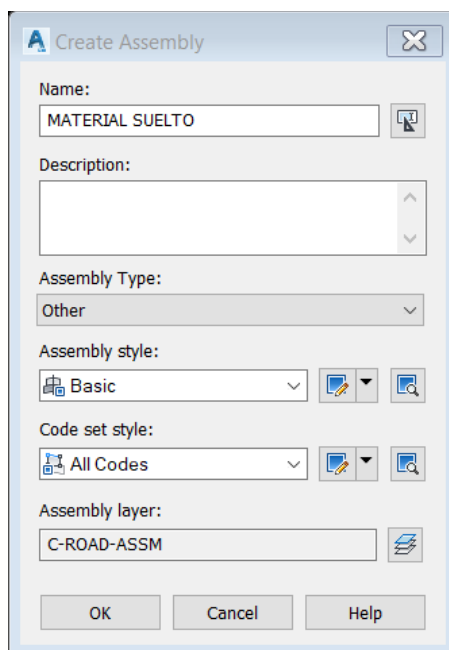 Create Assembly
Name:
MATERIAL SUELTO
Description:
Assembly Type:
Other
Assembly style:
Basic
Code set style:
All Codes
Assembly layer:
C-ROAD-ASSM
OK Cancel Help